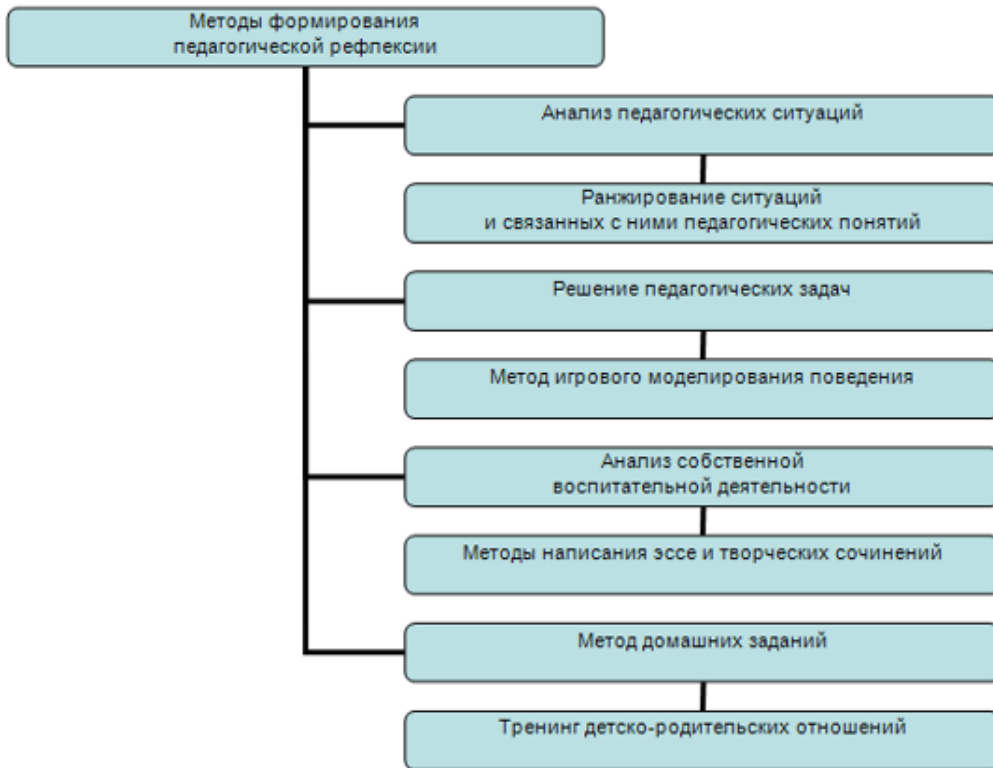 Методы формирования
педагогической рефлексии
Анализ педагогических ситуаций
Ранжирование ситуаций
и связанных с ними педагогических понятий
Решение педагогических задач
Метод игрового моделирования поведения
Анализ собственной
воспитательной деятельности
Методы написания эссе и творческих сочинений
Метод домашних заданий
Тренинг детско-родительских отношений